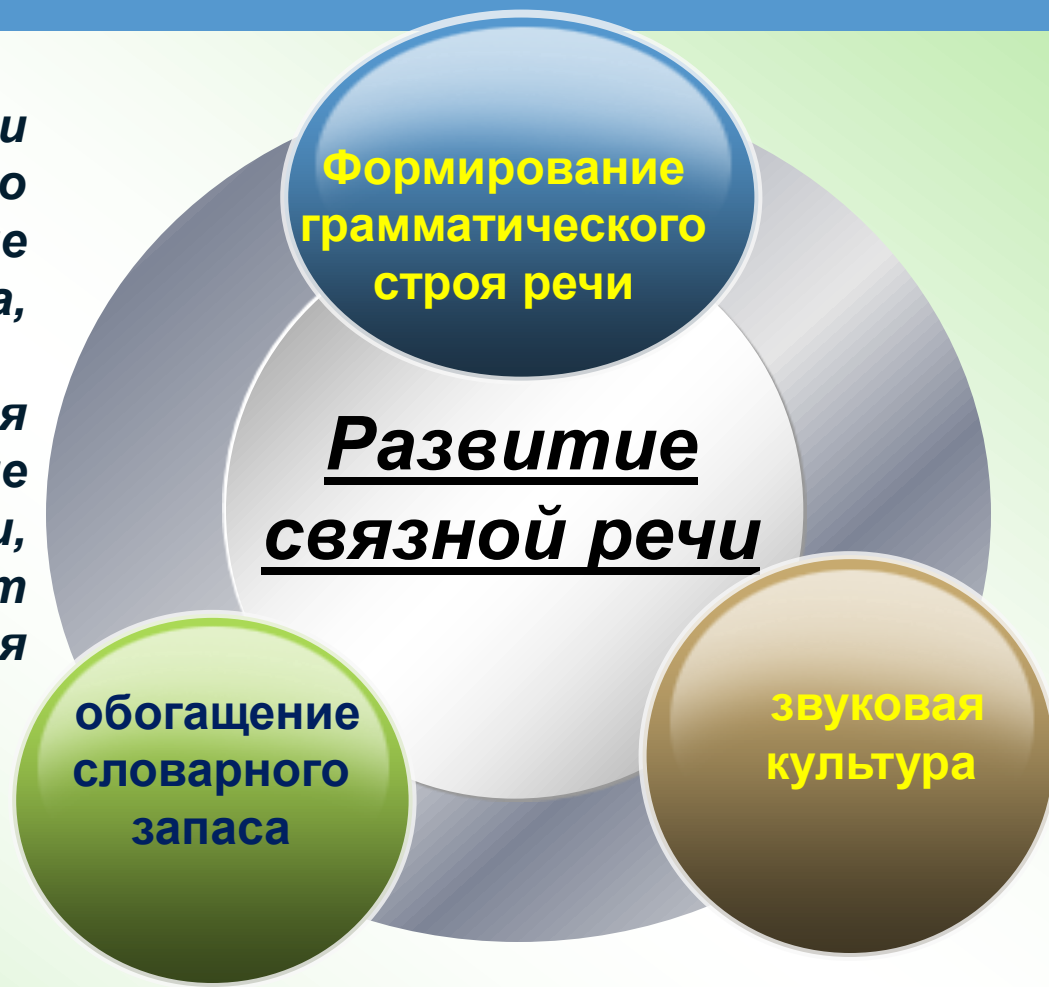 Формирование
грамматического
строя речи
Развитие
связной речи
обогащение
словарного
запаса
звуковая
культура